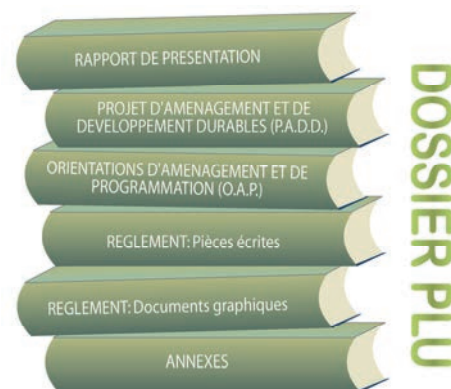 RAPPORT DE PRESENTATION
PROJET D'AMENAGEMENT ET DE
DEVELOPPEMENT DURABLES (P.A.D.D.)
ORIENTATIONS D'AMENAGEMENT ET DE
PROGRAMMATION (O.A.P.)
REGLEMENT: Pièces écrites
REGLEMENT: Documents graphiques
ANNEXES
DOSSIER PLU